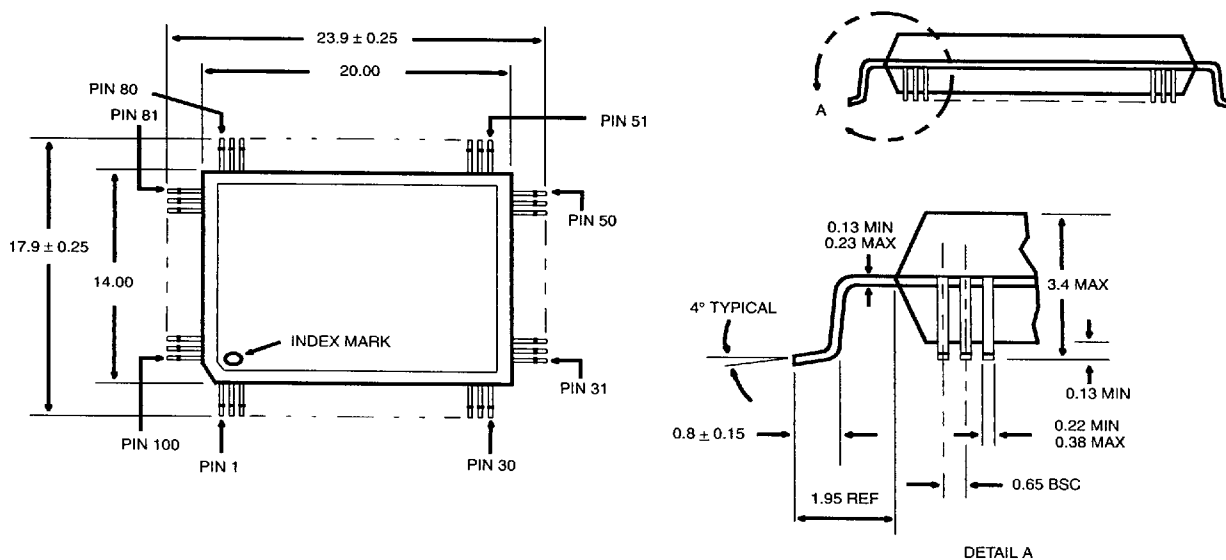 23.9 ± 0.25
20.00
PIN 80
PIN 81
PIN 51
PIN 50
17.9 ± 0.25
14.00
INDEX MARK
PIN 31
PIN 100
PIN 1
PIN 30
A
0.13 MIN
0.23 MAX
3.4 MAX
4° TYPICAL
0.13 MIN
0.8 ± 0.15
0.22 MIN
0.38 MAX
0.65 BSC
1.95 REF
DETAIL A